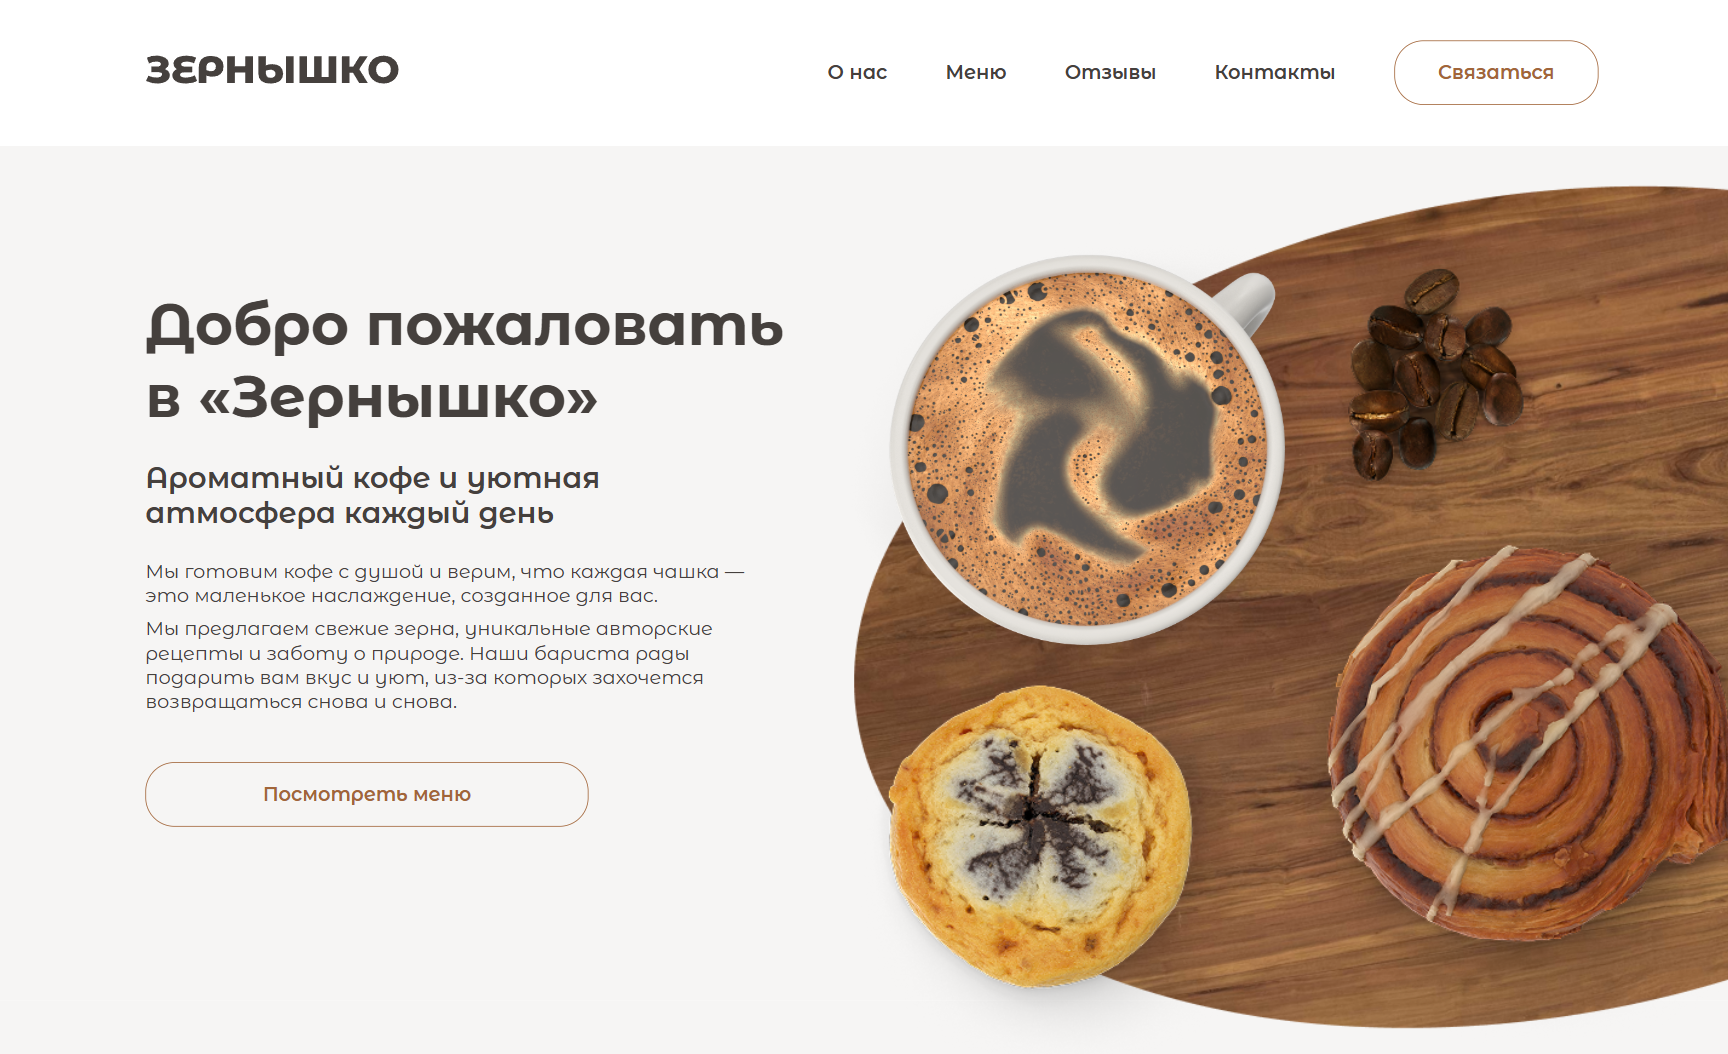 ЗЕРНЫШКО
О нас
Меню
Отзывы
Контакты
Связаться
Добро пожаловать
в «Зернышко»
Ароматный кофе и уютная
атмосфера каждый день
Мы готовим кофе с душой и верим, что каждая чашка —
это маленькое наслаждение, созданное для вас.
Мы предлагаем свежие зерна, уникальные авторские
рецепты и заботу о природе. Наши бариста рады
подарить вам вкус и уют, из-за которых захочется
возвращаться снова и снова.
Посмотреть меню